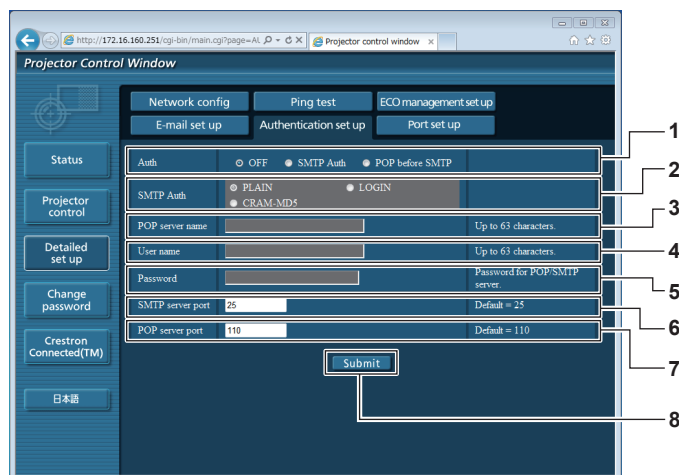 http://172.16.160.251/cgi-bin/main.cgi?page=AL
Projector control window
Projector Control Window
Network config Ping test ECO management set up
E-mail set up Authentication set up Port set up
Status
Projector control
Detailed set up
Change password
Crestron Connected(TM)
日本語
Auth OFF SMTP Auth POP before SMTP
1
SMTP Auth PLAIN LOGIN
CRAM-MD5
2
POP server name Up to 63 characters.
3
User name Up to 63 characters.
4
Password Password for POP/SMTP server.
5
SMTP server port 25 Default = 25
6
POP server port 110 Default = 110
7
Submit
8